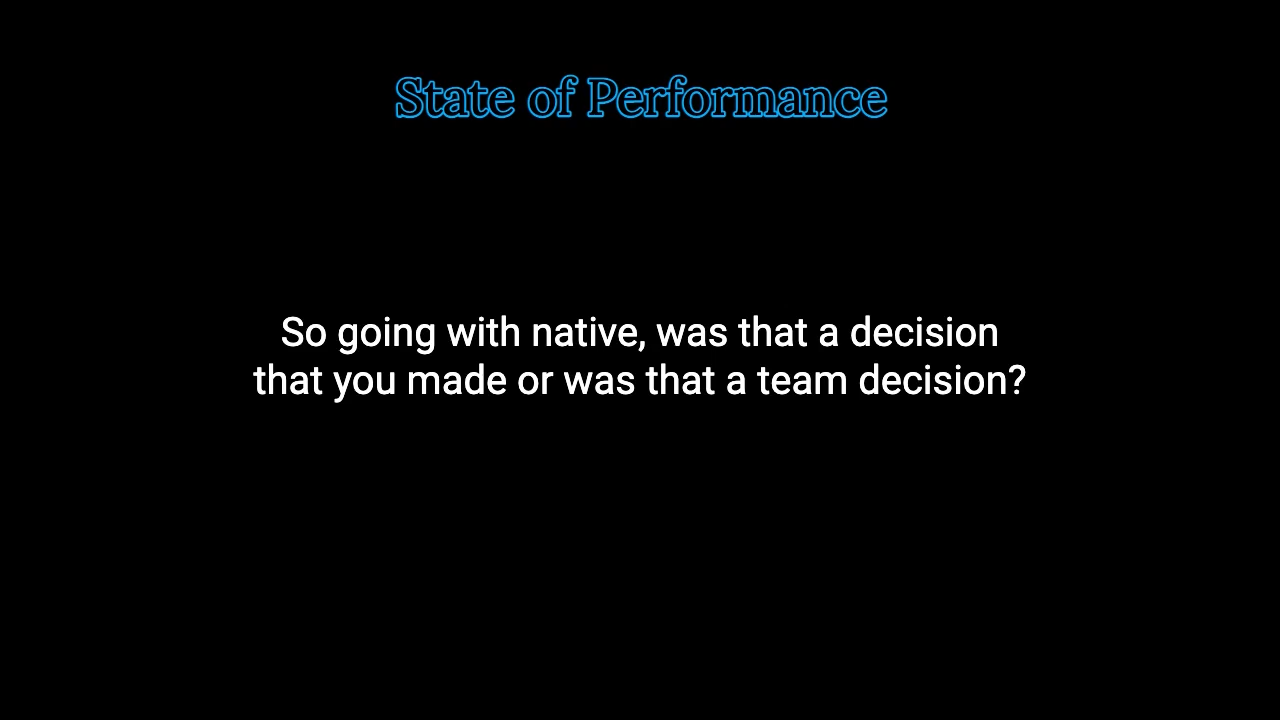 State of Performance
So going with native, was that a decision
that you made or was that a team decision?